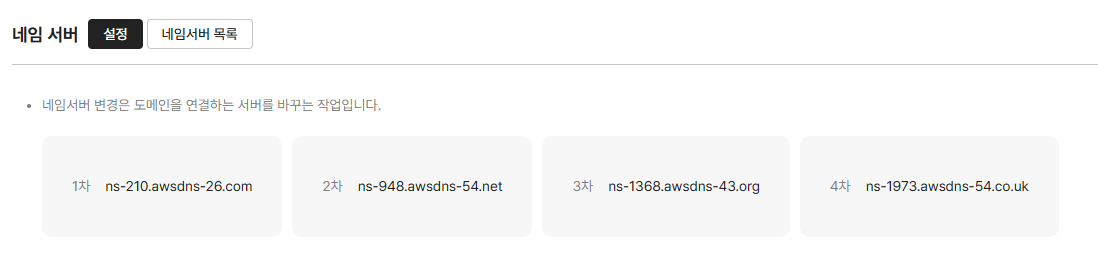 네임 서버 설정 네임서버 목록
• 네임서버 변경은 도메인을 연결하는 서버를 바꾸는 작업입니다.
1차 ns-210.awsdns-26.com 2차 ns-948.awsdns-54.net 3차 ns-1368.awsdns-43.org 4차 ns-1973.awsdns-54.co.uk